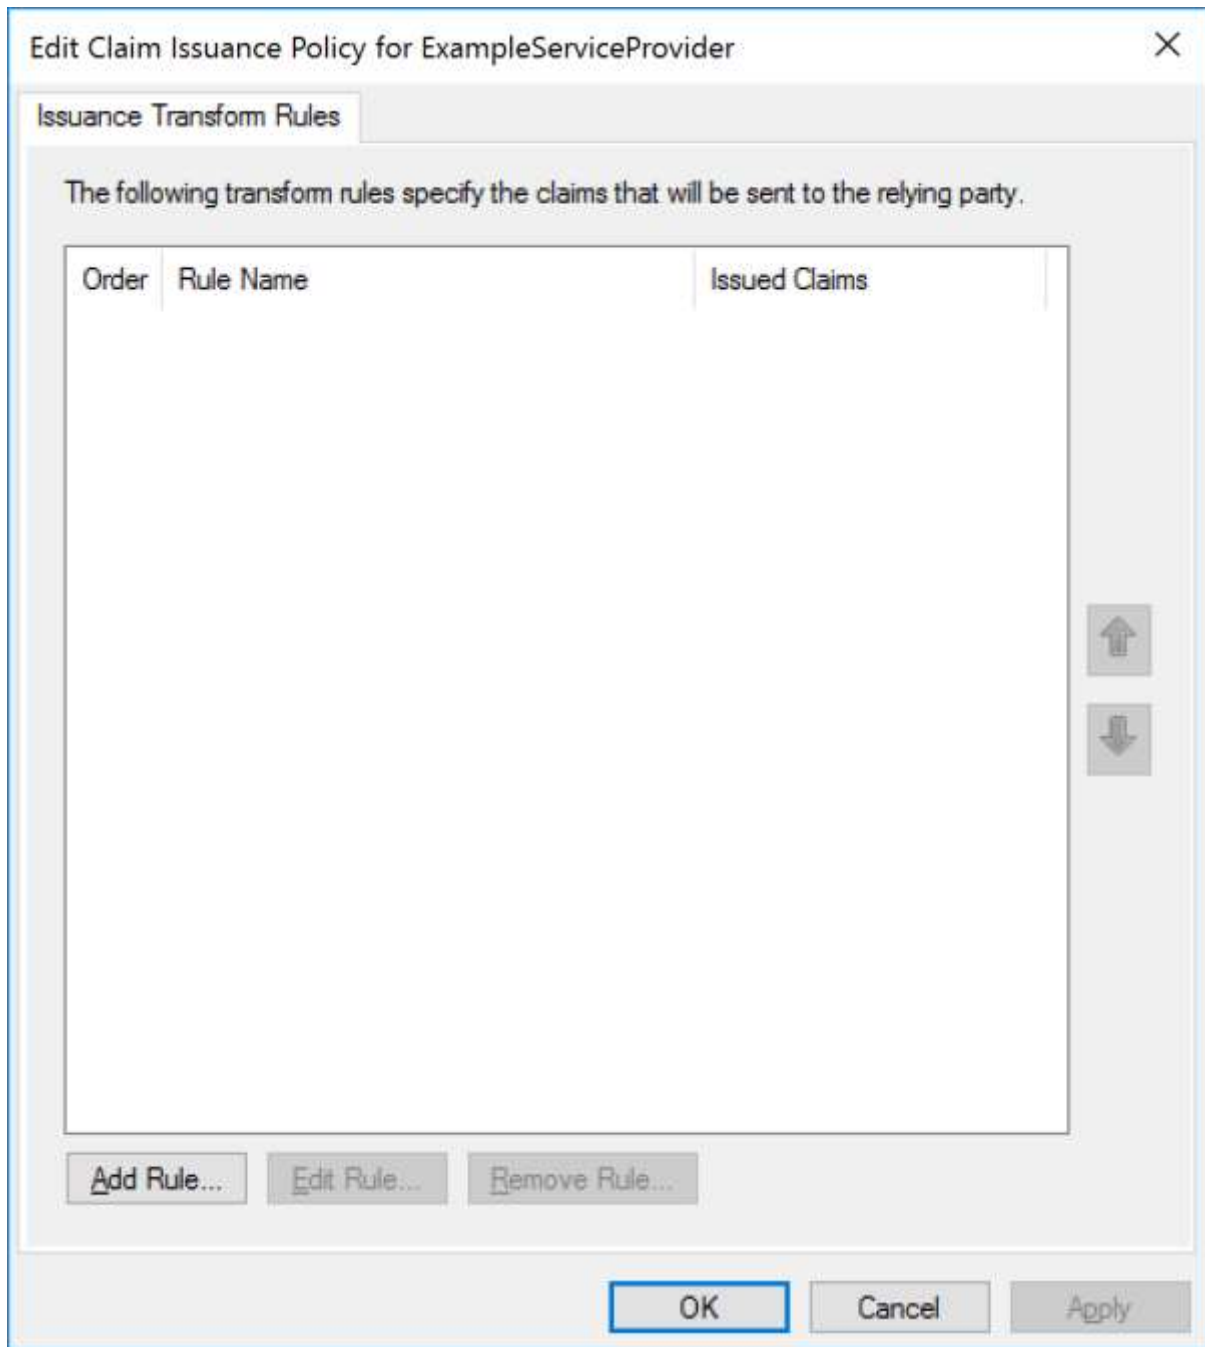 Edit Claim Issuance Policy for ExampleServiceProvider
Issuance Transform Rules
The following transform rules specify the claims that will be sent to the relying party.
Order Rule Name Issued Claims
Add Rule... Edit Rule... Remove Rule...
OK Cancel Apply